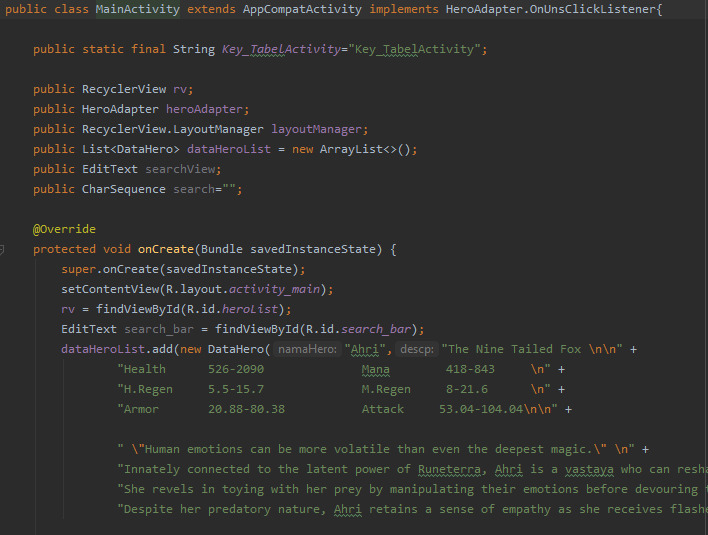 public class MainActivity extends AppCompatActivity implements HeroAdapter.OnUnsClickListener{
public static final String Key_TabelActivity="Key_TabelActivity";
public RecyclerView rv;
public HeroAdapter heroAdapter;
public RecyclerView.LayoutManager layoutManager;
public List<DataHero> dataHeroList = new ArrayList<>();
public EditText searchView;
public CharSequence search="";
@Override
protected void onCreate(Bundle savedInstanceState) {
super.onCreate(savedInstanceState);
setContentView(R.layout.activity_main);
rv = findViewById(R.id.heroList);
EditText search_bar = findViewById(R.id.search_bar);
dataHeroList.add(new DataHero( namaHero: "Ahri", descp: "The Nine Tailed Fox \n\n" +
"Health 526-2090 Mana 418-843 \n" +
"H.Regen 5.5-15.7 M.Regen 8-21.6 \n" +
"Armor 20.88-80.38 Attack 53.04-104.04\n\n" +
" \"Human emotions can be more volatile than even the deepest magic.\" \n" +
"Innately connected to the latent power of Runeterra, Ahri is a vastaya who can resha
"She revels in toying with her prey by manipulating their emotions before devouring
"Despite her predatory nature, Ahri retains a sense of empathy as she receives flashe